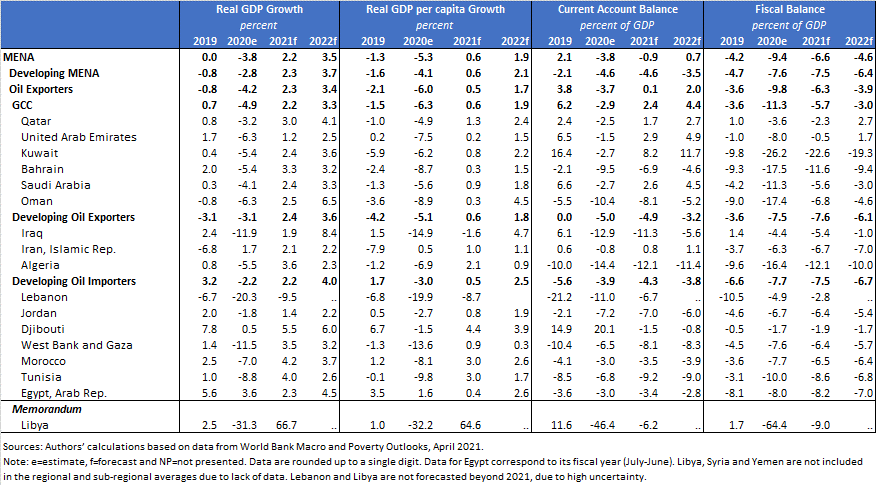 Real GDP Growth Real GDP per capita Growth Current Account Balance Fiscal Balance
percent percent percent of GDP percent of GDP
2019 2020e 2021f 2022f 2019 2020e 2021f 2022f 2019 2020e 2021f 2022f 2019 2020e 2021f 2022f
MENA 0.0 -3.8 2.2 3.5 -1.3 -5.3 0.6 1.9 2.1 -3.8 -0.9 0.7 -4.2 -9.4 -6.6 -4.6
Developing MENA -0.8 -2.8 2.3 3.7 -1.6 -4.1 0.6 2.1 -2.1 -4.6 -4.6 -3.5 -4.7 -7.6 -7.5 -6.4
Oil Exporters -0.8 -4.2 2.3 3.4 -2.1 -6.0 0.5 1.7 3.8 -3.7 0.1 2.0 -3.6 -9.8 -6.3 -3.9
GCC 0.7 -4.9 2.2 3.3 -1.5 -6.3 0.6 1.9 6.2 -2.9 2.4 4.4 -3.6 -11.3 -5.7 -3.0
Qatar 0.8 -3.2 3.0 4.1 -1.0 -4.9 1.3 2.4 2.4 -2.5 1.7 2.7 1.0 -3.6 2.3 2.7
United Arab Emirates 1.7 -6.3 1.2 2.5 0.2 -7.5 0.2 1.5 6.5 -1.5 2.9 4.9 -1.0 -8.0 -0.5 1.7
Kuwait 0.4 -5.4 2.4 3.6 -5.9 -6.2 0.8 2.2 16.4 -2.7 8.2 11.7 -9.8 -26.2 -22.6 -19.3
Bahrain 2.0 -5.4 3.3 3.2 -2.4 -8.7 0.3 1.5 -2.1 -9.5 -6.9 -4.6 -9.3 -17.5 -11.6 -9.4
Saudi Arabia 0.3 -4.1 2.4 3.3 -1.3 -5.6 0.9 1.8 6.6 -2.7 2.6 4.5 -4.2 -11.3 -5.6 -3.0
Oman -0.8 -6.3 2.5 6.5 -3.6 -8.9 0.3 4.5 -5.5 -10.4 -8.1 -5.2 -9.0 -17.4 -6.8 -4.6
Developing Oil Exporters -3.1 -3.1 2.4 3.6 -4.2 -5.1 0.6 1.8 0.0 -5.0 -4.9 -3.2 -3.6 -7.5 -7.6 -6.1
Iraq 2.4 -11.9 1.9 8.4 0.5 -14.9 -1.6 4.7 6.1 -12.9 -11.3 -5.6 1.4 -4.4 -5.4 -1.0
Iran, Islamic Rep. -6.8 1.7 2.1 2.2 -7.9 0.5 1.0 1.1 0.6 -0.8 0.8 1.1 -3.7 -6.3 -6.7 -7.0
Algeria 0.8 -5.5 3.6 2.3 -1.2 -6.9 2.1 0.9 -10.0 -14.4 -12.1 -11.4 -9.6 -16.4 -12.1 -10.0
Developing Oil Importers 3.2 -2.2 2.2 4.0 1.7 -3.0 0.5 2.5 -5.6 -3.9 -4.3 -3.8 -6.6 -7.7 -7.5 -6.7
Lebanon -6.7 -20.3 -9.5 .. -6.8 -19.9 -8.7 .. -21.2 -11.0 -6.7 .. -10.5 -4.9 -2.8 ..
Jordan 2.0 -1.8 1.4 2.2 0.5 -2.7 0.8 1.9 -2.1 -7.2 -7.0 -6.0 -4.6 -6.7 -6.4 -5.4
Djibouti 7.8 0.5 5.5 6.0 6.7 -1.5 4.4 3.9 14.9 20.1 -1.5 -0.8 -0.5 -1.7 -1.9 -1.7
West Bank and Gaza 1.4 -11.5 3.5 3.2 -1.3 -13.6 0.9 0.3 -10.4 -6.5 -8.1 -8.3 -4.5 -7.6 -6.4 -5.7
Morocco 2.5 -7.0 4.2 3.7 1.2 -8.1 3.0 2.6 -4.1 -3.0 -3.5 -3.9 -3.6 -7.7 -6.5 -6.4
Tunisia 1.0 -8.8 4.0 2.6 -0.1 -9.8 3.0 1.7 -8.5 -6.8 -9.2 -9.0 -3.1 -10.0 -8.6 -6.8
Egypt, Arab Rep. 5.6 3.6 2.3 4.5 3.5 1.6 0.4 2.6 -3.6 -3.0 -3.4 -2.8 -8.1 -8.0 -8.2 -7.0
Memorandum
Libya 2.5 -31.3 66.7 .. 1.0 -32.2 64.6 .. 11.6 -46.4 -6.2 .. 1.7 -64.4 -9.0 ..
Sources: Authors' calculations based on data from World Bank Macro and Poverty Outlooks, April 2021.
Note: e=estimate, f=forecast and NP=not presented. Data are rounded up to a single digit. Data for Egypt correspond to its fiscal year (July-June). Libya, Syria and Yemen are not included
in the regional and sub-regional averages due to lack of data. Lebanon and Libya are not forecasted beyond 2021, due to high uncertainty.